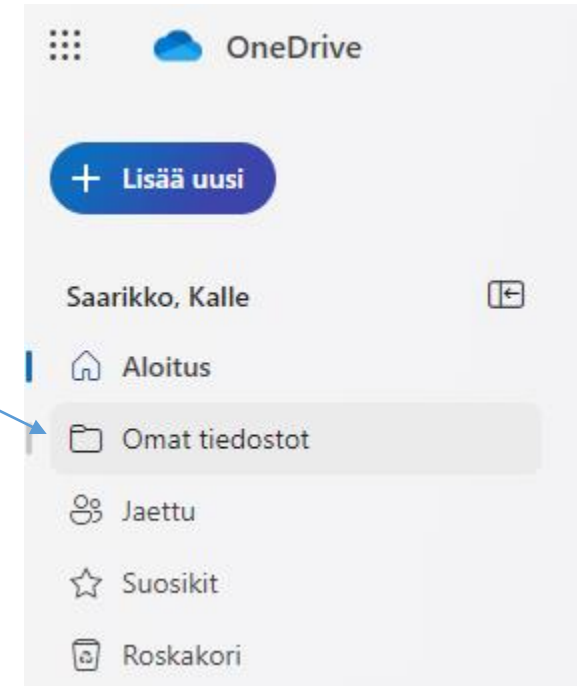 OneDrive
Lisää uusi
Saarikko, Kalle
Aloitus
Omat tiedostot
Jaettu
Suosikit
Roskakori